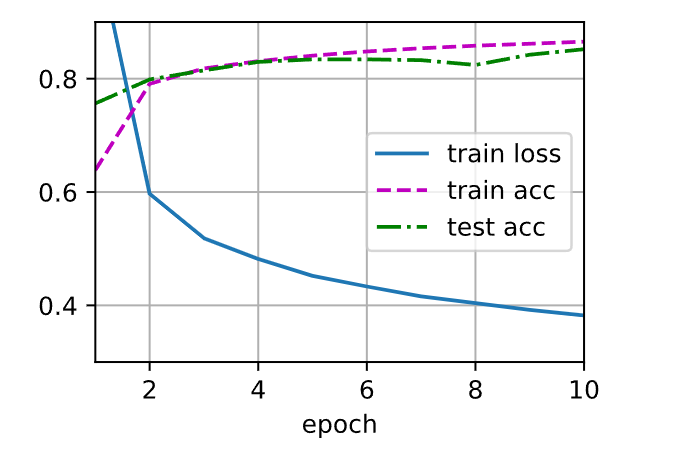 0.8
0.6
0.4
train loss
train acc
test acc
2 4 6 8 10
epoch